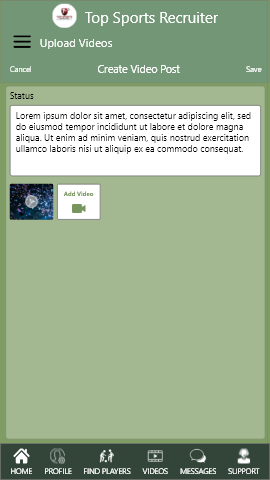 Top Sports Recruiter
Upload Videos
Cancel
Create Video Post
Save
Status
Lorem ipsum dolor sit amet, consectetur adipiscing elit, sed
do eiusmod tempor incididunt ut labore et dolore magna
aliqua. Ut enim ad minim veniam, quis nostrud exercitation
ullamco laboris nisi ut aliquip ex ea commodo consequat.
Add Video
HOME
PROFILE
FIND PLAYERS
VIDEOS
MESSAGES
SUPPORT